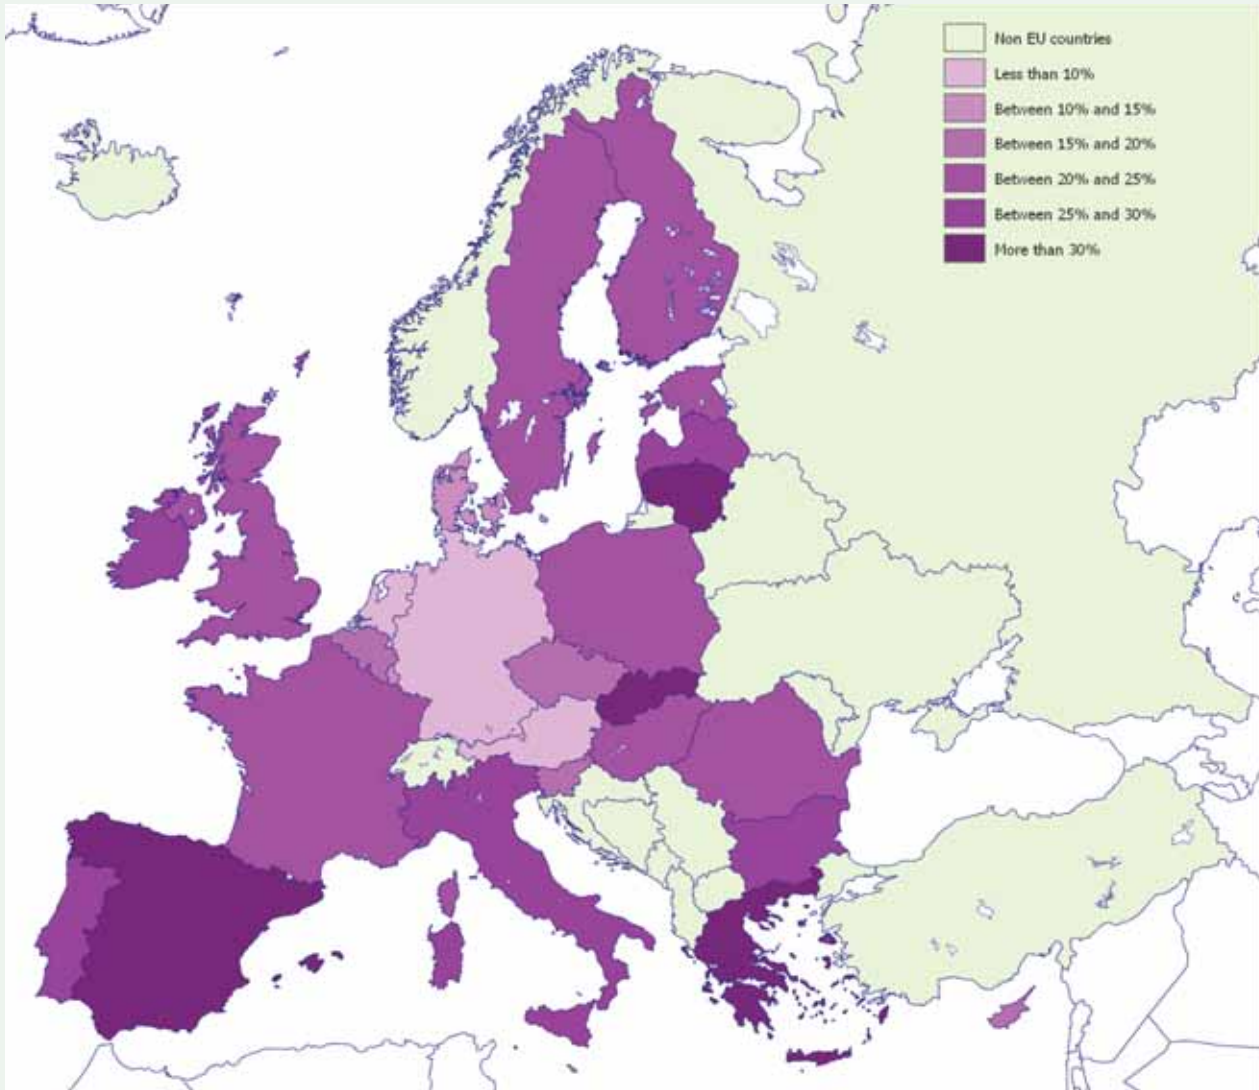 Non EU countries
Less than 10%
Between 10% and 15%
Between 15% and 20%
Between 20% and 25%
Between 25% and 30%
More than 30%